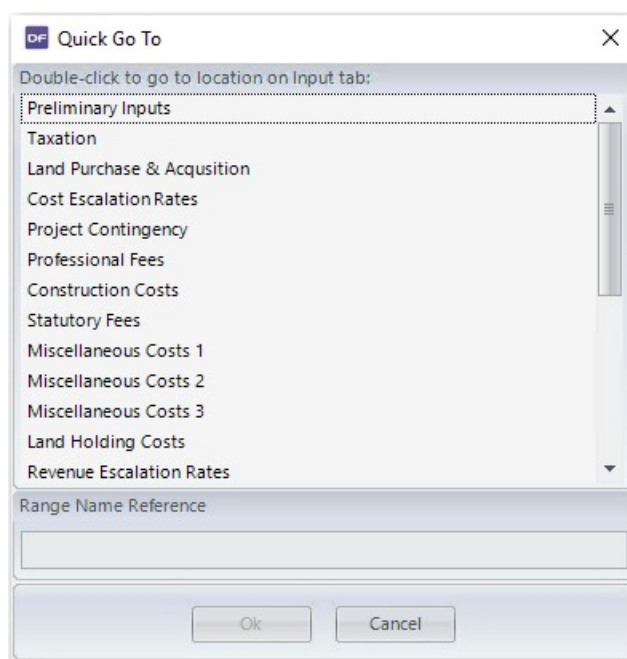 DF Quick Go To
Double-click to go to location on Input tab:
Preliminary Inputs
Taxation
Land Purchase & Acqusition
Cost Escalation Rates
Project Contingency
Professional Fees
Construction Costs
Statutory Fees
Miscellaneous Costs 1
Miscellaneous Costs 2
Miscellaneous Costs 3
Land Holding Costs
Revenue Escalation Rates
Range Name Reference
Ok Cancel